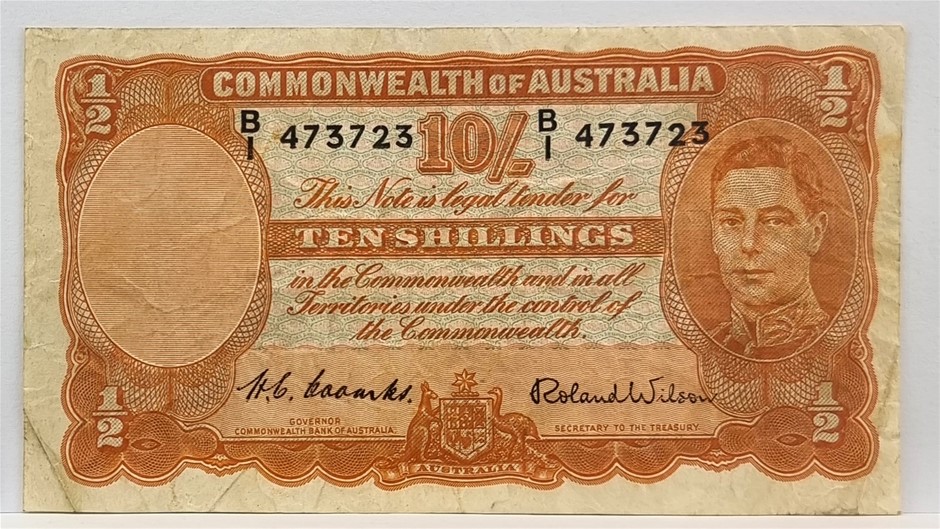 1/2 COMMONWEALTH OF AUSTRALIA 1/2
B/I 473723 10/- B/I 473723
This Note is legal tender for
TEN SHILLINGS
in the Commonwealth and in all
Territories under the control of
the Commonwealth.
H. C. Coombs. Roland Wilson
GOVERNOR
COMMONWEALTH BANK OF AUSTRALIA. SECRETARY TO THE TREASURY.
1/2 AUSTRALIA 1/2